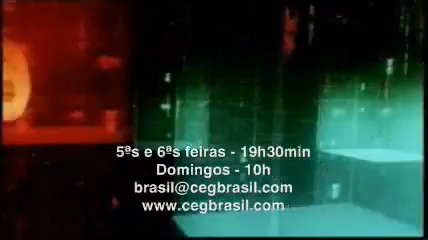 5ªs e 6ªs feiras - 19h30min
Domingos - 10h
brasil@cegbrasil.com
www.cegbrasil.com